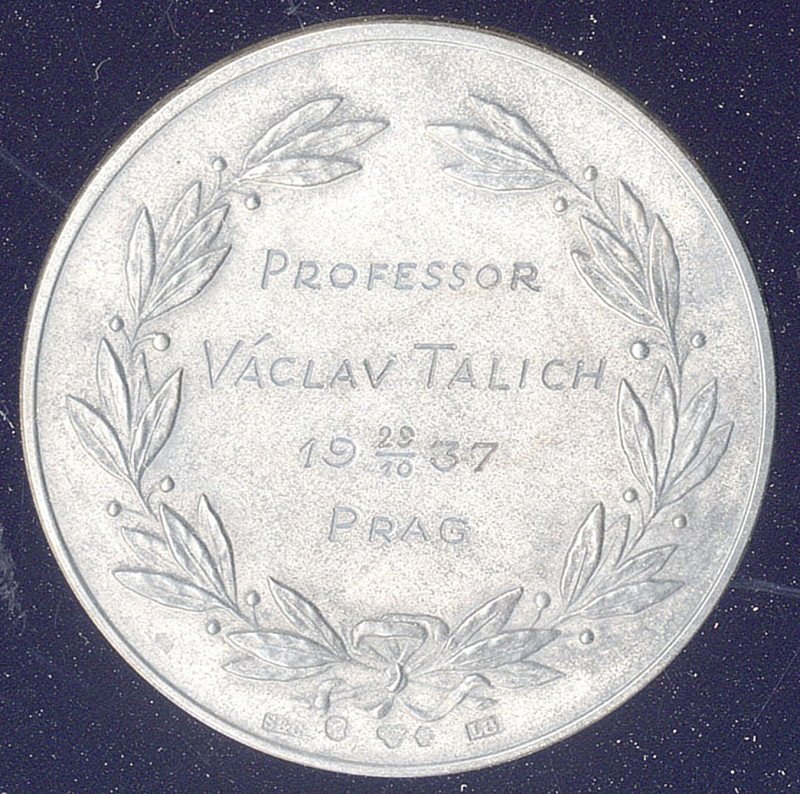 PROFESSOR
VÁCLAV TALICH
19 29/10 37
PRAG